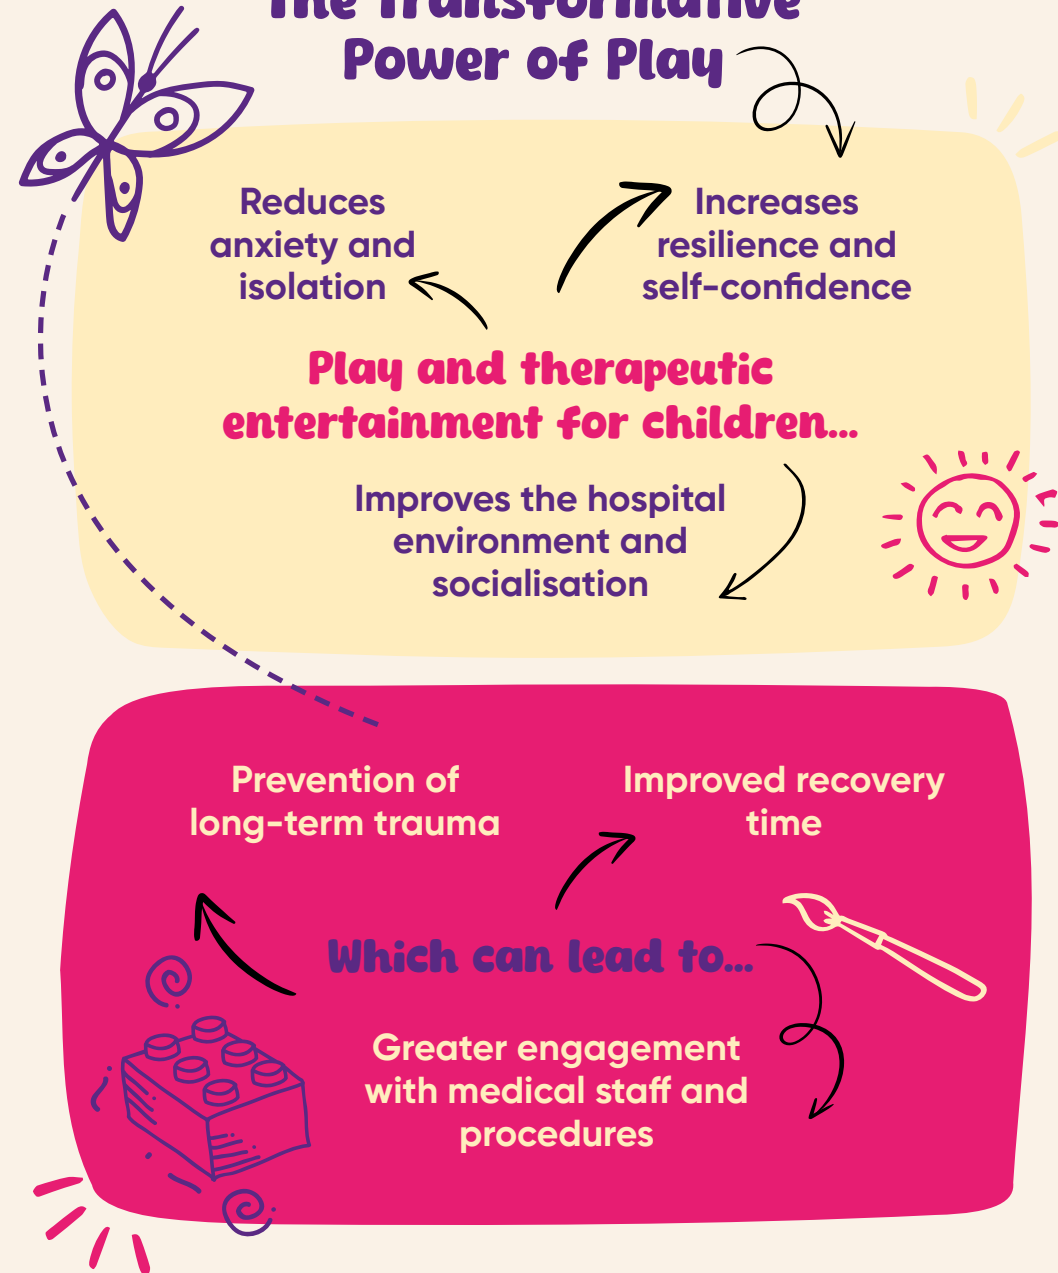 The Transformative
Power of Play
Reduces
anxiety and
isolation
Increases
resilience and
self-confidence
Play and therapeutic
entertainment for children...
Improves the hospital
environment and
socialisation
Prevention of
long-term trauma
Improved recovery
time
Which can lead to...
Greater engagement
with medical staff and
procedures